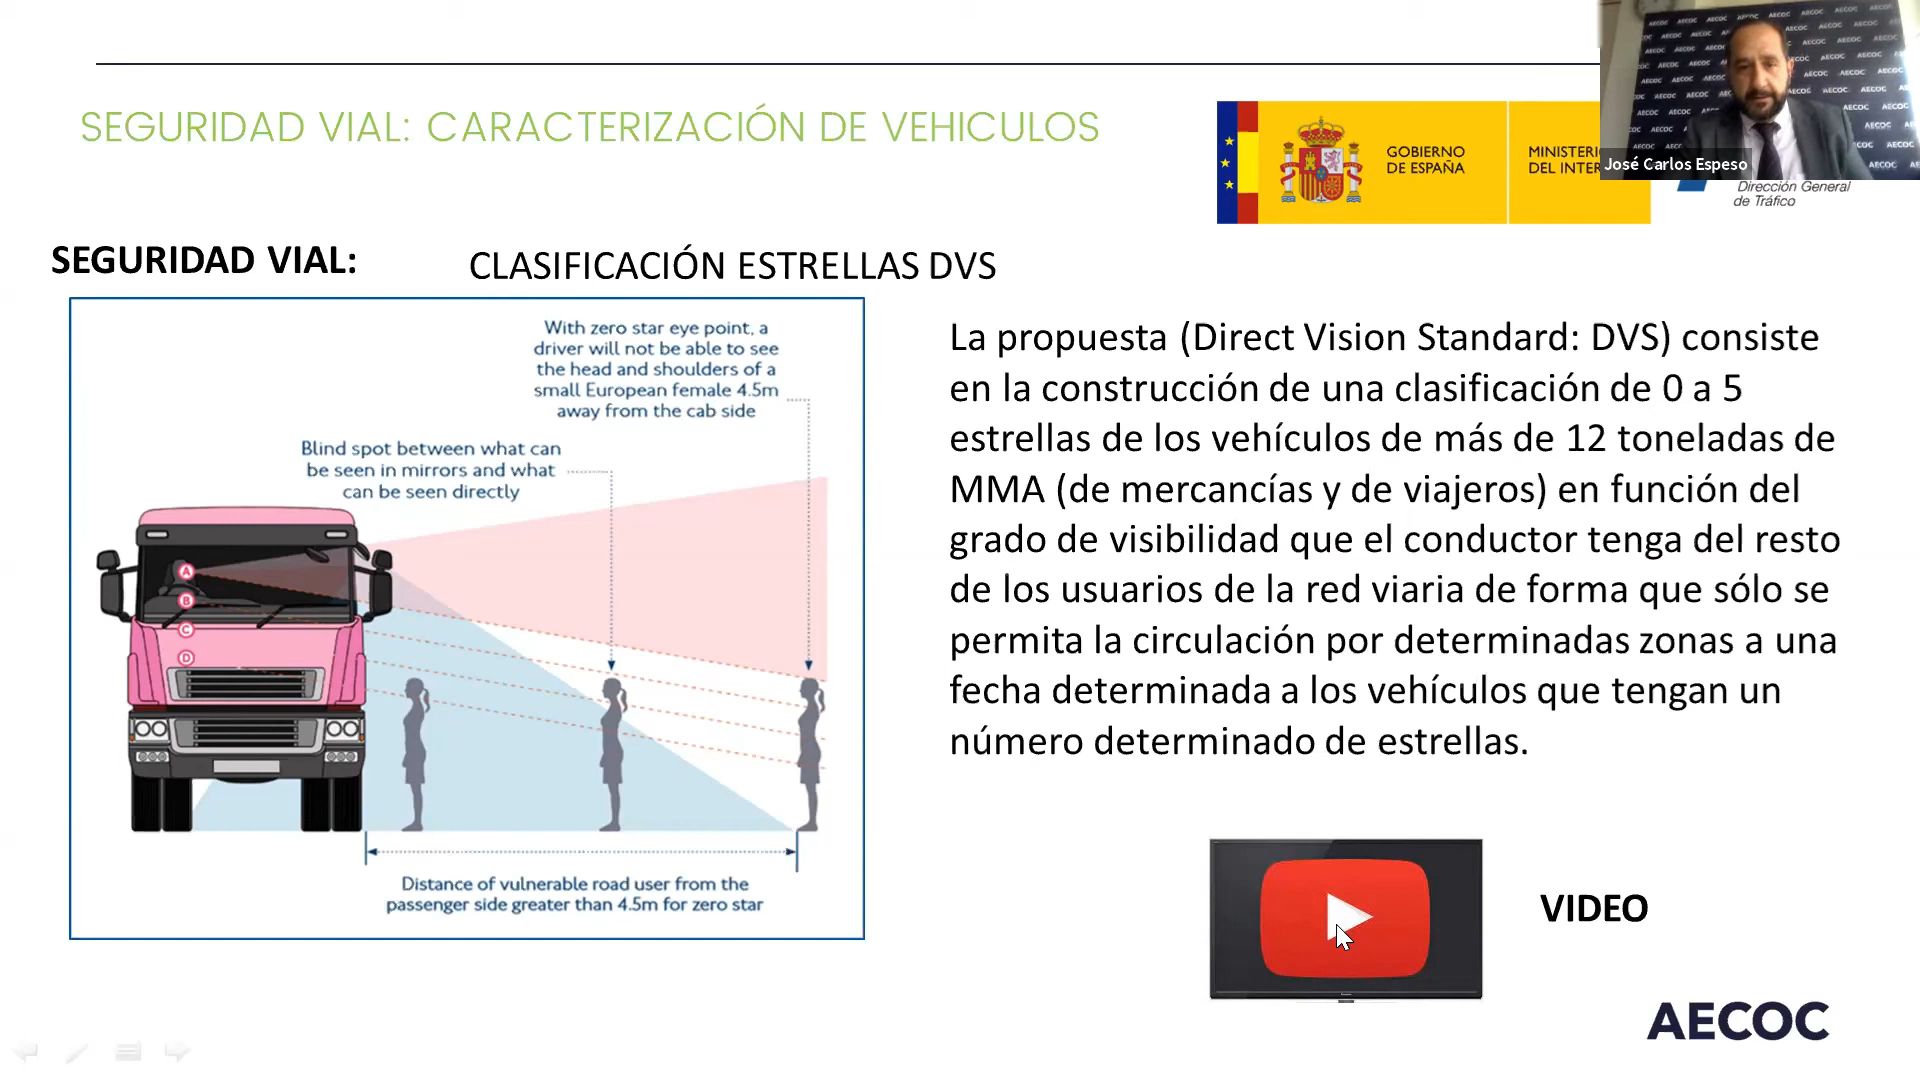 SEGURIDAD VIAL: CARACTERIZACIÓN DE VEHICULOS
GOBIERNO
DE ESPAÑA
MINISTERI
DEL INTER
José Carlos Espeso
Dirección General
de Tráfico
SEGURIDAD VIAL:
CLASIFICACIÓN ESTRELLAS DVS
With zero star eye point, a
driver will not be able to see
the head and shoulders of a
small European female 4.5m
away from the cab side
Blind spot between what can
be seen in mirrors and what
can be seen directly
A
B
C
D
Distance of vulnerable road user from the
passenger side greater than 4.5m for zero star
La propuesta (Direct Vision Standard: DVS) consiste
en la construcción de una clasificación de 0 a 5
estrellas de los vehículos de más de 12 toneladas de
MMA (de mercancías y de viajeros) en función del
grado de visibilidad que el conductor tenga del resto
de los usuarios de la red viaria de forma que sólo se
permita la circulación por determinadas zonas a una
fecha determinada a los vehículos que tengan un
número determinado de estrellas.
VIDEO
AECOC